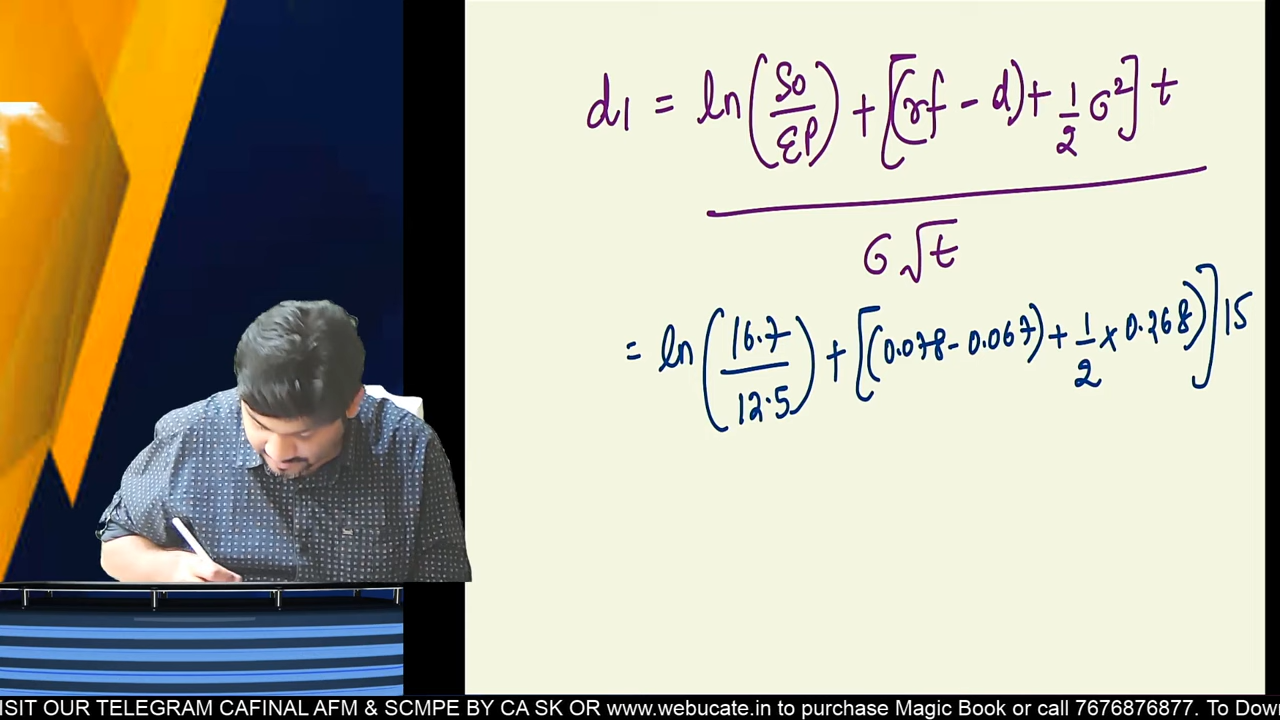 d1 = ln(So/EP) + [(rf - d) + 1/2 σ²] t
σ√t
= ln(16.7/12.5) + [(0.078 - 0.067) + 1/2 × 0.268)] 15
ISIT OUR TELEGRAM CAFINAL AFM & SCMPE BY CA SK OR www.webucate.in to purchase Magic Book or call 7676876877. To Dow